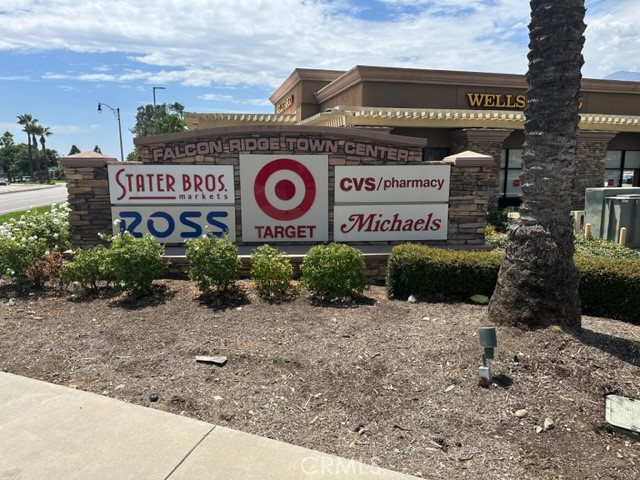 FALCON RIDGE TOWN CENTER
STATER BROS.
markets
ROSS
TARGET
CVS/pharmacy
Michaels
WELLS
CRMLS